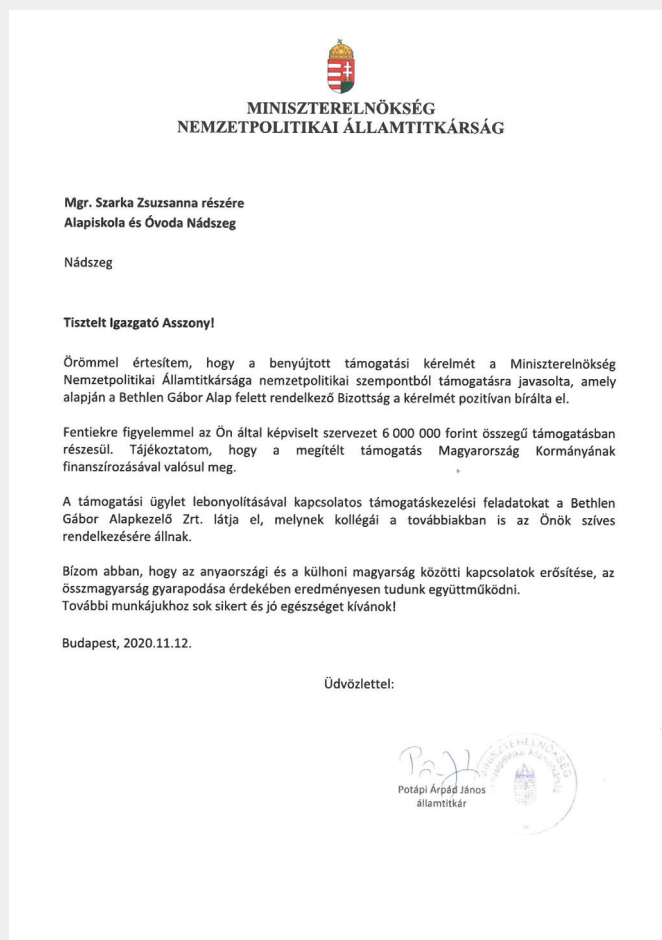 MINISZTERELNÖKSÉG
NEMZETPOLITIKAI ÁLLAMTITKÁRSÁG
Mgr. Szarka Zsuzsanna részére
Alapiskola és Óvoda Nádszeg
Nádszeg
Tisztelt Igazgató Asszony!
Örömmel értesítem, hogy a benyújtott támogatási kérelmét a Miniszterelnökség
Nemzetpolitikai Államtitkársága nemzetpolitikai szempontból támogatásra javasolta, amely
alapján a Bethlen Gábor Alap felett rendelkező Bizottság a kérelmét pozitívan bírálta el.
Fentiekre figyelemmel az Ön által képviselt szervezet 6 000 000 forint összegű támogatásban
részesül. Tájékoztatom, hogy a megítélt támogatás Magyarország Kormányának
finanszírozásával valósul meg.
A támogatási ügylet lebonyolításával kapcsolatos támogatáskezelési feladatokat a Bethlen
Gábor Alapkezelő Zrt. látja el, melynek kollégái a továbbiakban is az Önök szíves
rendelkezésére állnak.
Bízom abban, hogy az anyaországi és a külhoni magyarság közötti kapcsolatok erősítése, az
összmagyarság gyarapodása érdekében eredményesen tudunk együttműködni.
További munkájukhoz sok sikert és jó egészséget kívánok!
Budapest, 2020.11.12.
Üdvözlettel:
Potápi Árpád János
államtitkár
MINISZTERELNÖKSÉG